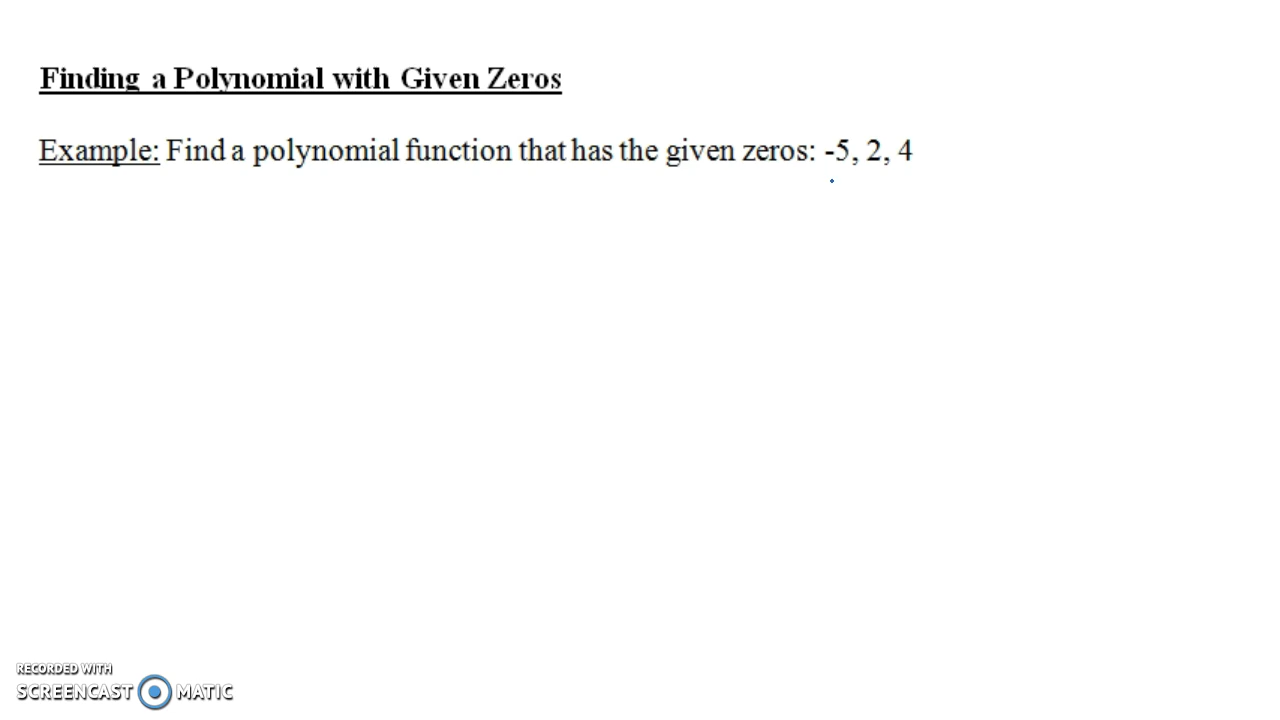 Finding a Polynomial with Given Zeros
Example: Find a polynomial function that has the given zeros: -5, 2, 4
RECORDED WITH
SCREENCAST MATIC